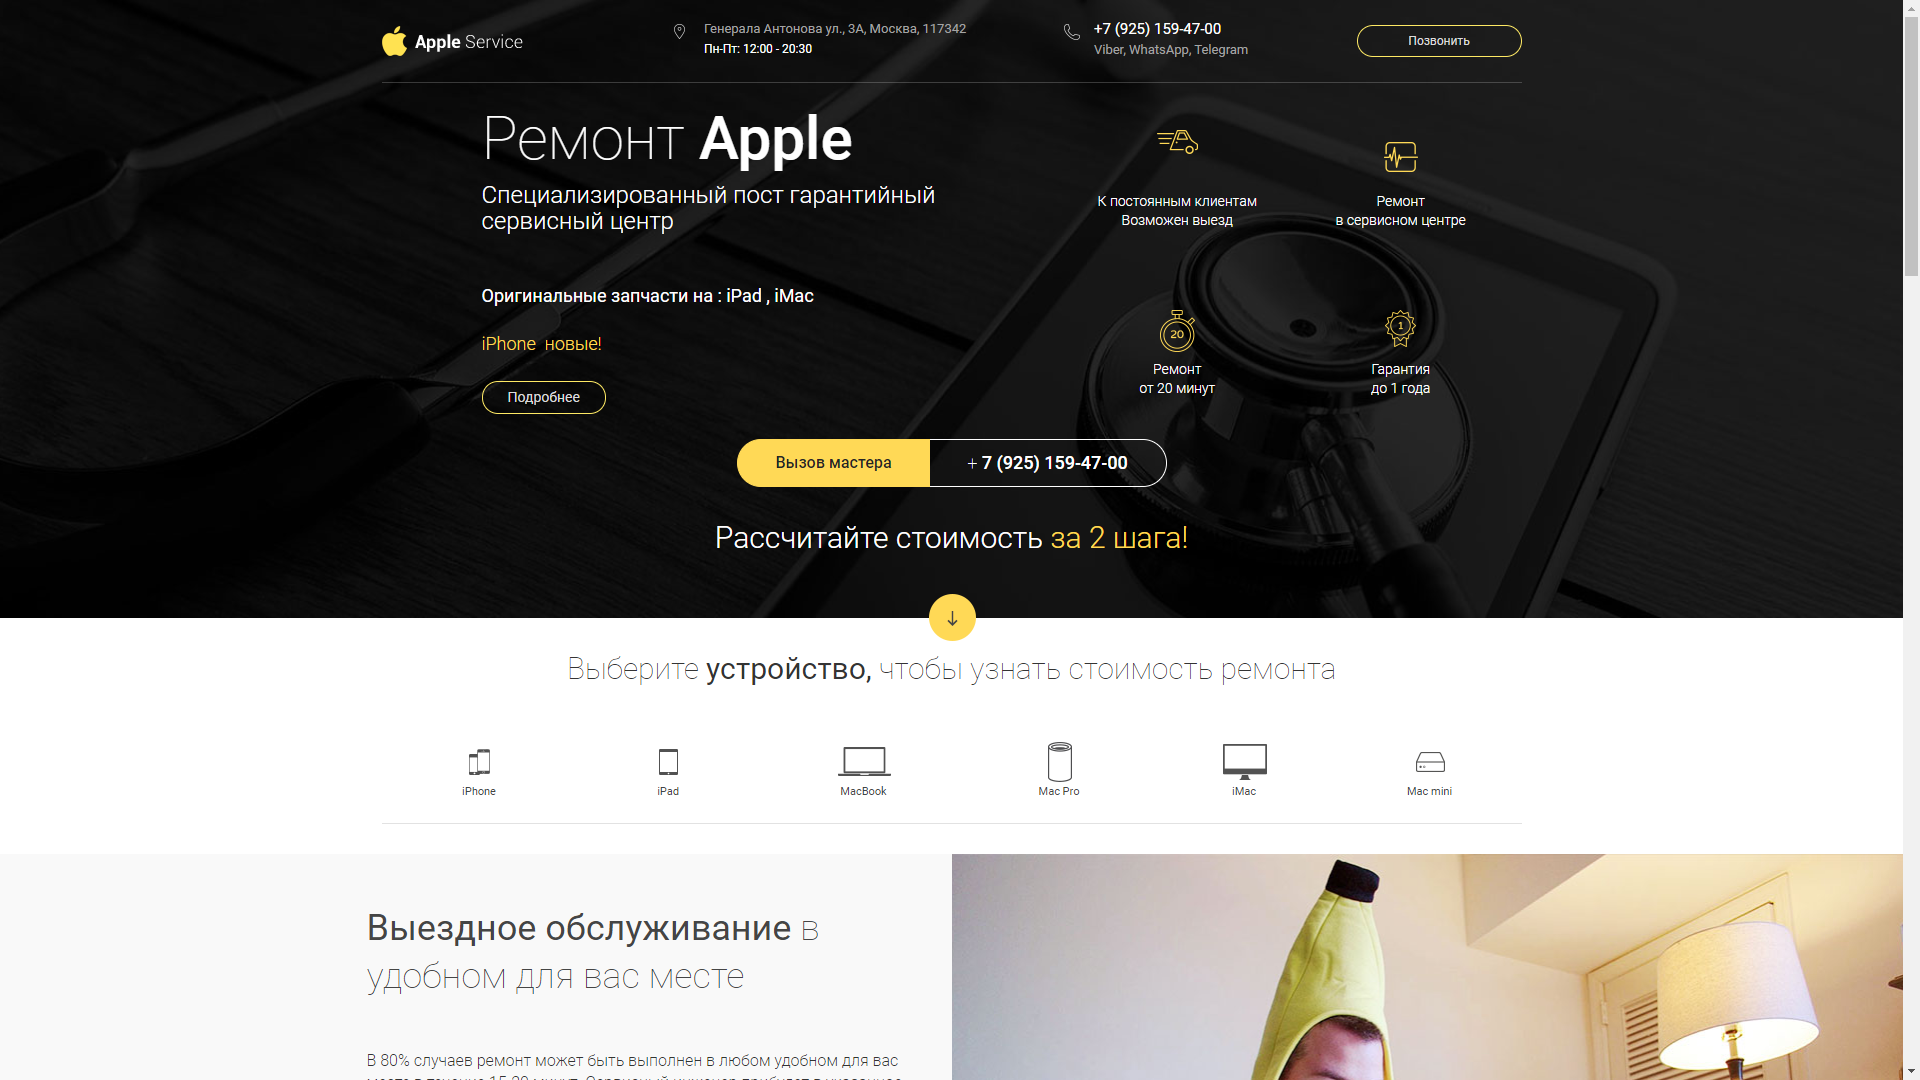 Apple Service
Генерала Антонова ул., 3А, Москва, 117342
Пн-Пт: 12:00 - 20:30
+7 (925) 159-47-00
Viber, WhatsApp, Telegram
Позвонить
Ремонт Apple
Специализированный пост гарантийный
сервисный центр
Оригинальные запчасти на : iPad , iMac
iPhone новые!
Подробнее
К постоянным клиентам
Возможен выезд
Ремонт
в сервисном центре
20
Ремонт
от 20 минут
1
Гарантия
до 1 года
Вызов мастера
+ 7 (925) 159-47-00
Рассчитайте стоимость за 2 шага!
Выберите устройство, чтобы узнать стоимость ремонта
iPhone
iPad
MacBook
Mac Pro
iMac
Mac mini
Выездное обслуживание в
удобном для вас месте
В 80% случаев ремонт может быть выполнен в любом удобном для вас